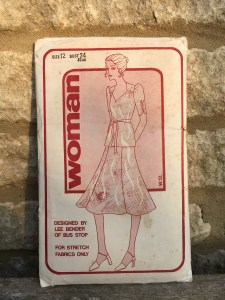 SIZE 12 BUST 34
woman
DESIGNED BY
LEE BENDER
OF BUS STOP
FOR STRETCH
FABRICS ONLY